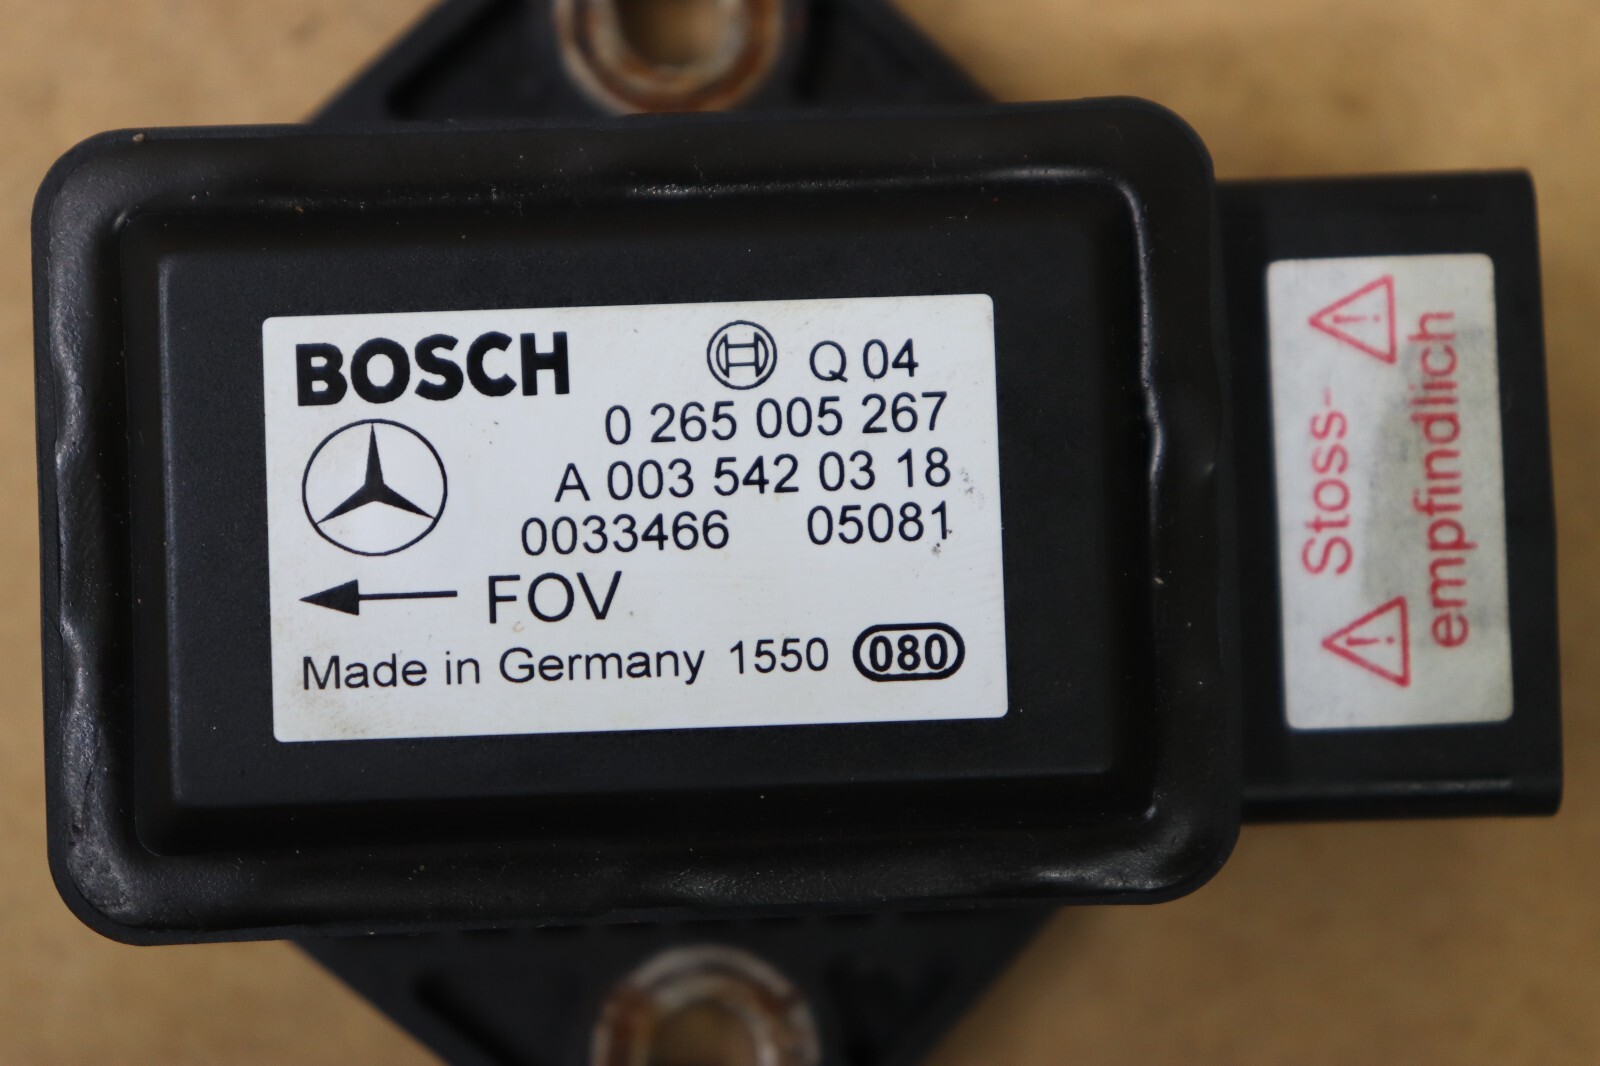 BOSCH Q 04
0 265 005 267
A 003 542 03 18
0033466 05081
FOV
Made in Germany 1550 080
Stoss-
empfindlich